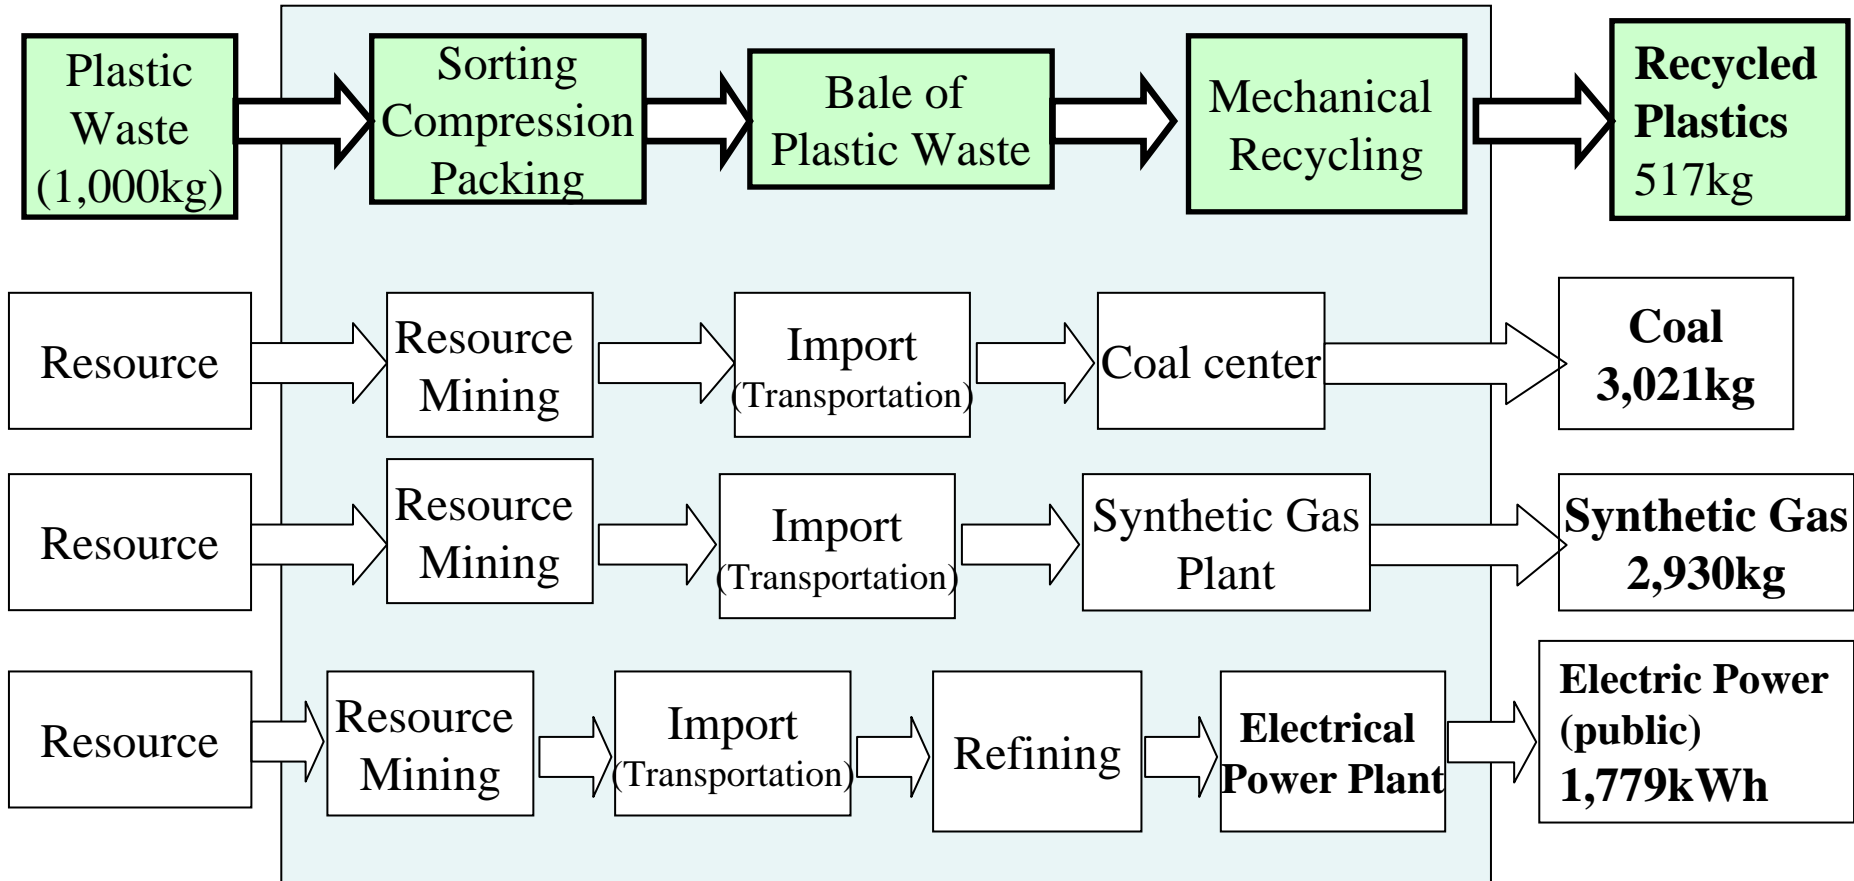 Plastic
Waste
(1,000kg)
Sorting
Compression
Packing
Bale of
Plastic Waste
Mechanical
Recycling
Recycled
Plastics
517kg
Resource
Resource
Mining
Import
(Transportation)
Coal center
Coal
3,021kg
Resource
Resource
Mining
Import
(Transportation)
Synthetic Gas
Plant
Synthetic Gas
2,930kg
Resource
Resource
Mining
Import
(Transportation)
Refining
Electrical
Power Plant
Electric Power
(public)
1,779kWh